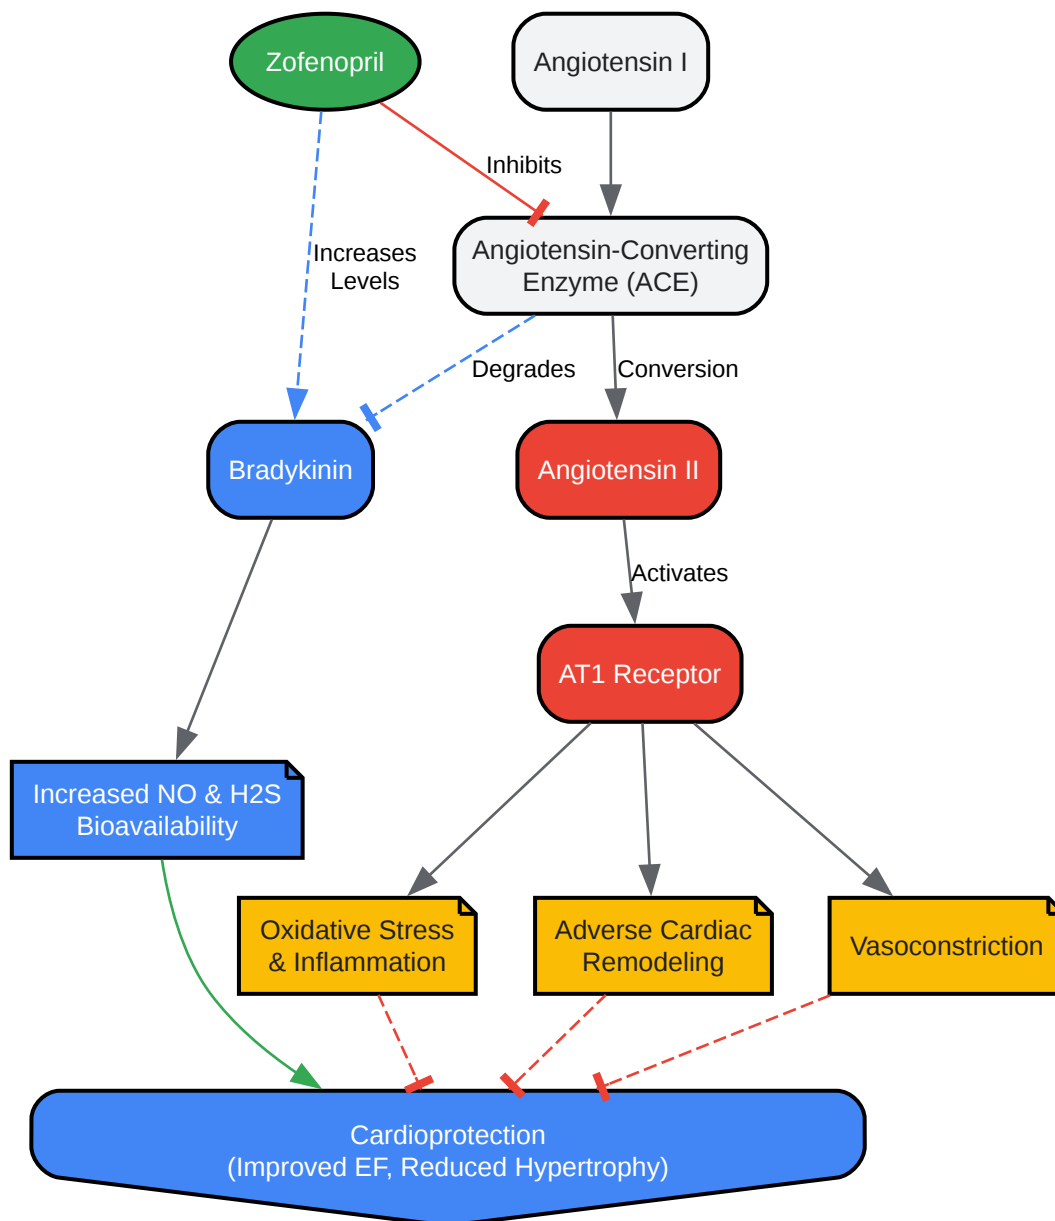 Zofenopril
Angiotensin I
Inhibits
Angiotensin-Converting
Enzyme (ACE)
Increases
Levels
Degrades
Conversion
Bradykinin
Angiotensin II
Activates
AT1 Receptor
Increased NO & H2S
Bioavailability
Oxidative Stress
& Inflammation
Adverse Cardiac
Remodeling
Vasoconstriction
Cardioprotection
(Improved EF, Reduced Hypertrophy)